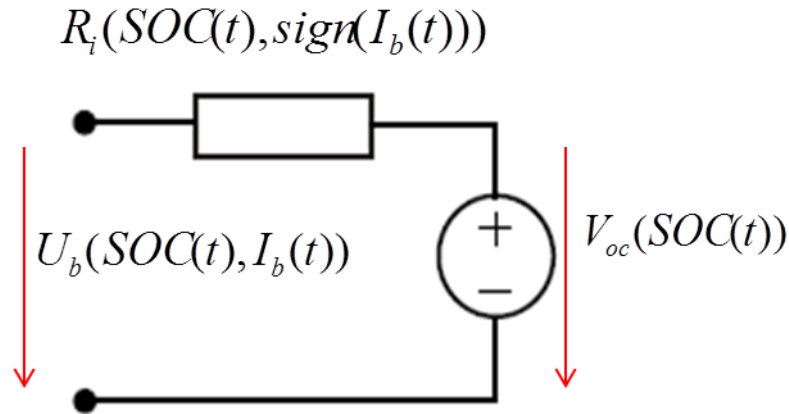 R_i(SOC(t),sign(I_b(t)))
+
−
U_b(SOC(t),I_b(t))
V_oc(SOC(t))